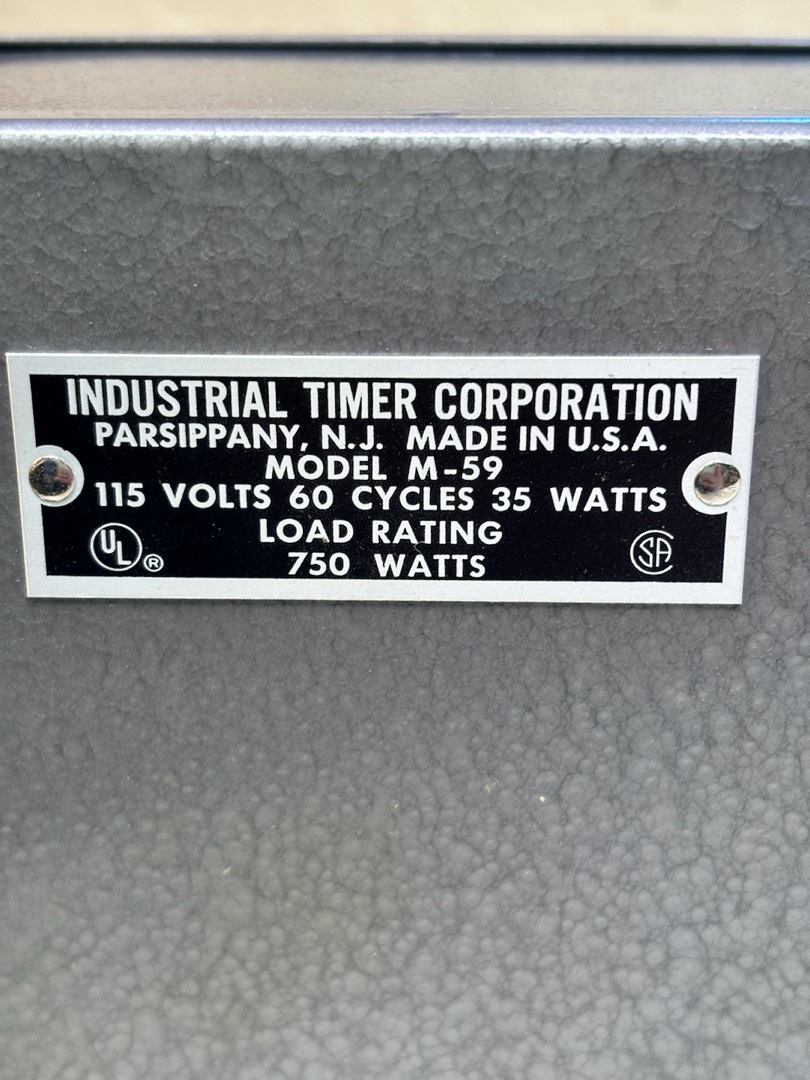 INDUSTRIAL TIMER CORPORATION
PARSIPPANY, N.J. MADE IN U.S.A.
MODEL M-59
115 VOLTS 60 CYCLES 35 WATTS
LOAD RATING
UL ® 750 WATTS SA